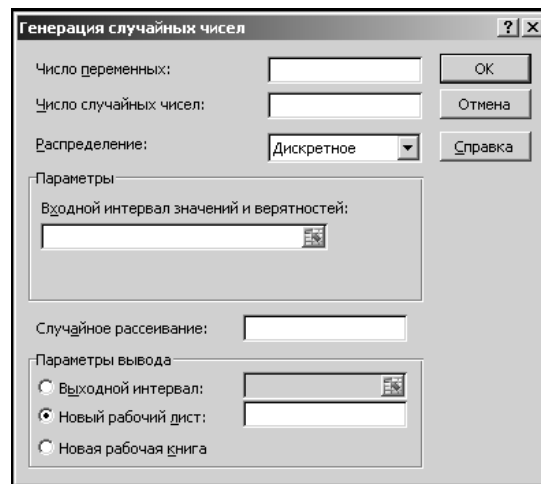 Генерация случайных чисел
Число переменных:
OK
Число случайных чисел:
Отмена
Распределение:
Дискретное
Справка
Параметры
Входной интервал значений и верятностей:
Случайное рассеивание:
Параметры вывода
Выходной интервал:
Новый рабочий лист:
Новая рабочая книга